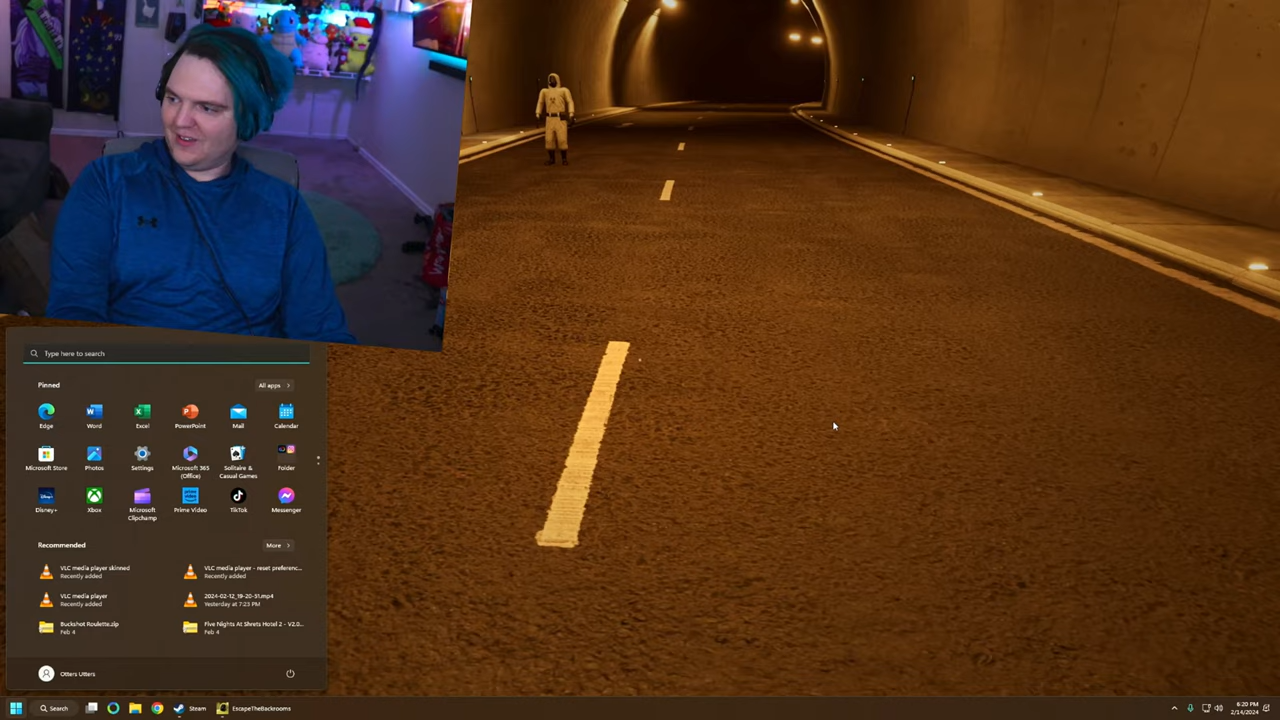 Type here to search
Pinned
All apps >
Edge
Word
Excel
PowerPoint
Mail
Calendar
Microsoft Store
Photos
Settings
Microsoft 365
(Office)
Solitaire &
Casual Games
Folder
Disney+
Xbox
Microsoft
Clipchamp
Prime Video
TikTok
Messenger
Recommended
More >
VLC media player skinned
Recently added
VLC media player - reset preferenc...
Recently added
VLC media player
Recently added
2024-02-12_19-20-51.mp4
Yesterday at 7:23 PM
Buckshot Roulette.zip
Feb 4
Five Nights At Shrets Hotel 2 - V2.0...
Feb 4
Otters Utters
Search
Steam
EscapeTheBackrooms
6:20 PM
2/14/2024